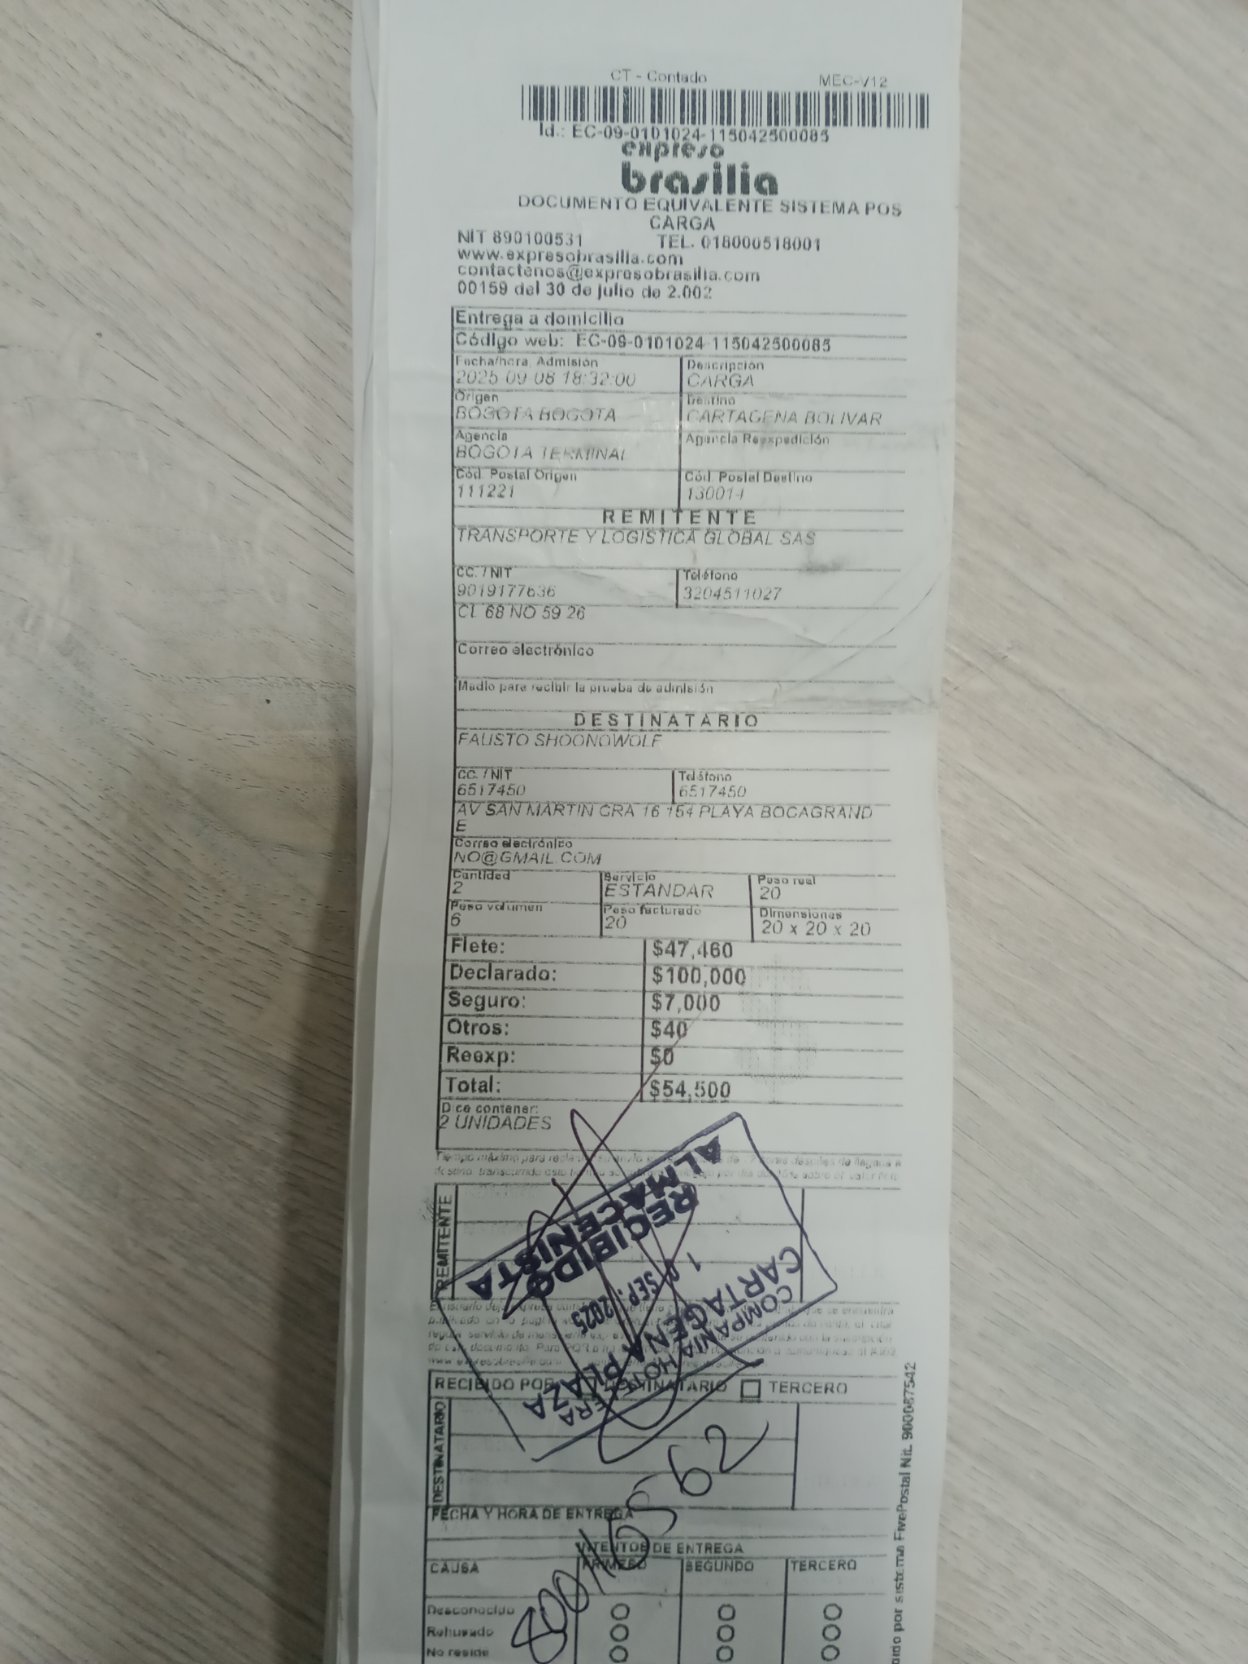 CT - Contado MEC-V12
Id.: EC-09-0101024-115042500085
expreso
brasilia
DOCUMENTO EQUIVALENTE SISTEMA POS
CARGA
NIT 890100531 TEL. 018000518001
www.expresobrasilia.com
contactenos@expresobrasilia.com
00159 del 30 de julio de 2.002
Entrega a domicilio
Código web: EC-09-0101024-115042500085
Fecha/hora Admisión Descripción
2025-09-08 18:32:00 CARGA
Origen Destino
BOGOTA BOGOTA CARTAGENA BOLIVAR
Agencia Agencia Reexpedición
BOGOTA TERMINAL
Cód. Postal Origen Cód. Postal Destino
111221 130014
REMITENTE
TRANSPORTE Y LOGISTICA GLOBAL SAS
CC. / NIT Teléfono
9019177636 3204511027
CL 68 NO 59 26
Correo electrónico
Medio para recibir la prueba de admisión
DESTINATARIO
FAUSTO SHOONOWOLF
CC. / NIT Teléfono
6517450 6517450
AV SAN MARTIN CRA 16 154 PLAYA BOCAGRAND
E
Correo electrónico
NO@GMAIL.COM
Cantidad Servicio Peso real
2 ESTANDAR 20
Peso volumen Peso facturado Dimensiones
6 20 20 x 20 x 20
Flete: $47,460
Declarado: $100,000
Seguro: $7,000
Otros: $40
Reexp: $0
Total: $54,500
Dice contener:
2 UNIDADES
REMITENTE
COMPAÑIA HOTELERA
CARTAGENA PLAZA
SEP. 2025
RECIBIDO
ALMACENISTA
RECIBIDO POR DESTINATARIO TERCERO
DESTINATARIO
8001165562
FECHA Y HORA DE ENTREGA
INTENTOS DE ENTREGA
CAUSA PRIMERO SEGUNDO TERCERO
Desconocido
Rehusado
No reside
por sistema FivePostal Nit. 900087542